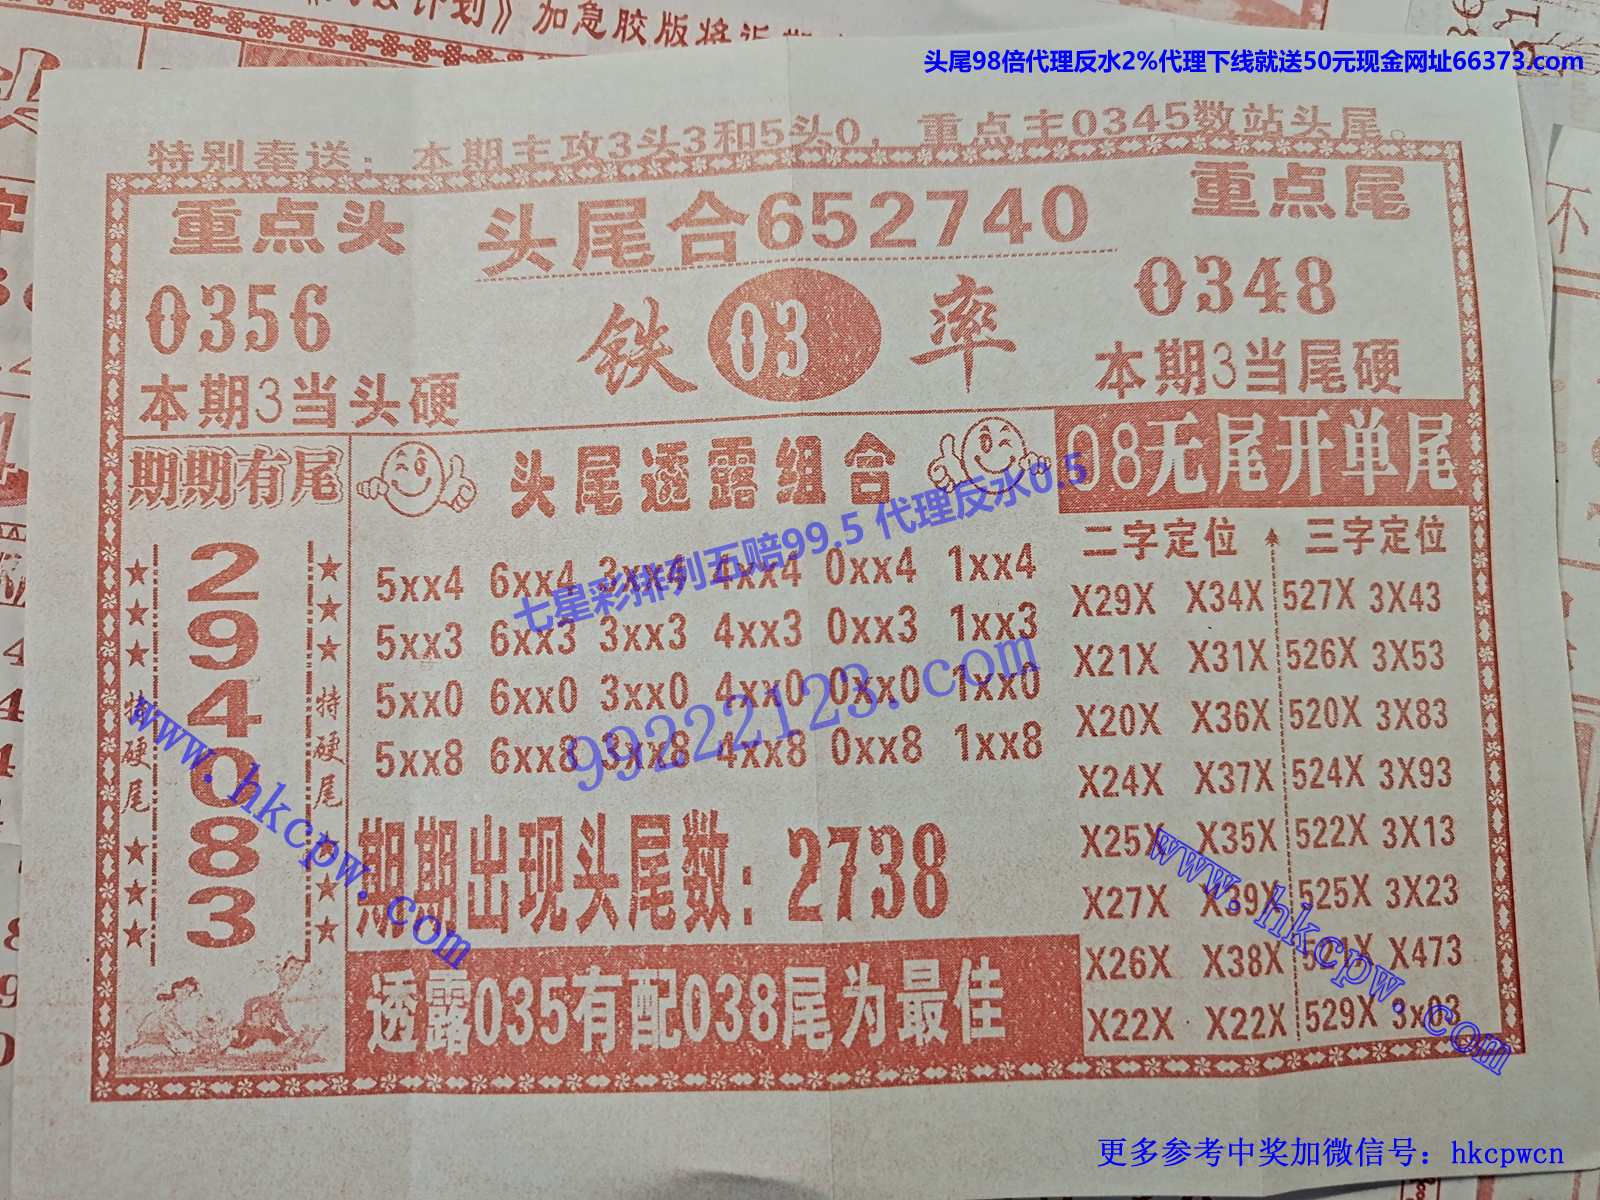 》加急胶版将近期
头尾98倍代理反水2%代理下线就送50元现金网址66373.com
特别奉送：本期主攻3头3和5头0，重点主0345数站头尾。
重点头
头尾合652740
重点尾
0356
铁 03 率
0348
本期3当头硬
本期3当尾硬
期期有尾
头尾透露组合
08无尾开单尾
七星彩排列五赔99.5 代理反水0.5
2
9
4
0
8
3
特硬尾
特硬尾
5xx4 6xx4 3xx4 4xx4 0xx4 1xx4
5xx3 6xx3 3xx3 4xx3 0xx3 1xx3
5xx0 6xx0 3xx0 4xx0 0xx0 1xx0
5xx8 6xx8 3xx8 4xx8 0xx8 1xx8
99222123.com
二字定位 三字定位
X29X X34X 527X 3X43
X21X X31X 526X 3X53
X20X X36X 520X 3X83
X24X X37X 524X 3X93
X25X X35X 522X 3X13
X27X X39X 525X 3X23
X26X X38X 521X X473
X22X X22X 529X 3x03
www.hkcpw.com
www.hkcpw.com
期期出现头尾数：2738
透露035有配038尾为最佳
更多参考中奖加微信号：hkcpwcn